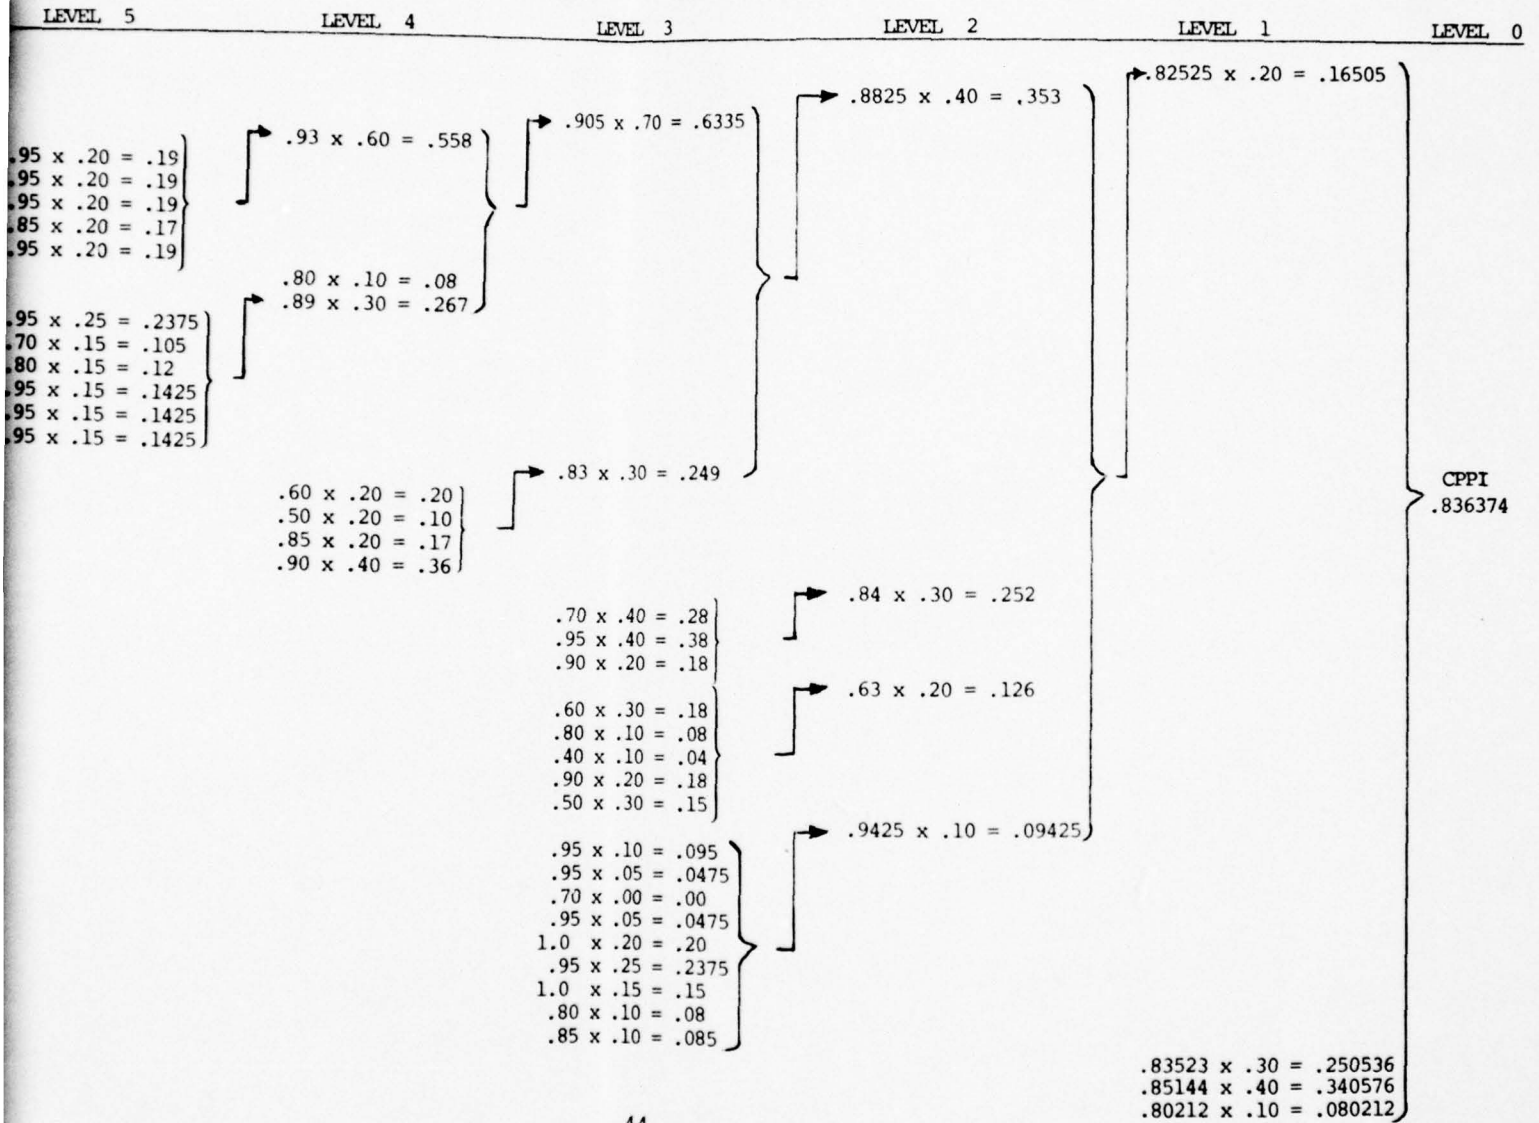 LEVEL 5 LEVEL 4 LEVEL 3 LEVEL 2 LEVEL 1 LEVEL 0
.95 x .20 = .19
.95 x .20 = .19
.95 x .20 = .19
.85 x .20 = .17
.95 x .20 = .19
.95 x .25 = .2375
.70 x .15 = .105
.80 x .15 = .12
.95 x .15 = .1425
.95 x .15 = .1425
.95 x .15 = .1425
.93 x .60 = .558
.80 x .10 = .08
.89 x .30 = .267
.60 x .20 = .20
.50 x .20 = .10
.85 x .20 = .17
.90 x .40 = .36
.905 x .70 = .6335
.83 x .30 = .249
.70 x .40 = .28
.95 x .40 = .38
.90 x .20 = .18
.60 x .30 = .18
.80 x .10 = .08
.40 x .10 = .04
.90 x .20 = .18
.50 x .30 = .15
.95 x .10 = .095
.95 x .05 = .0475
.70 x .00 = .00
.95 x .05 = .0475
1.0 x .20 = .20
.95 x .25 = .2375
1.0 x .15 = .15
.80 x .10 = .08
.85 x .10 = .085
.8825 x .40 = .353
.84 x .30 = .252
.63 x .20 = .126
.9425 x .10 = .09425
.82525 x .20 = .16505
.83523 x .30 = .250536
.85144 x .40 = .340576
.80212 x .10 = .080212
CPPI
.836374